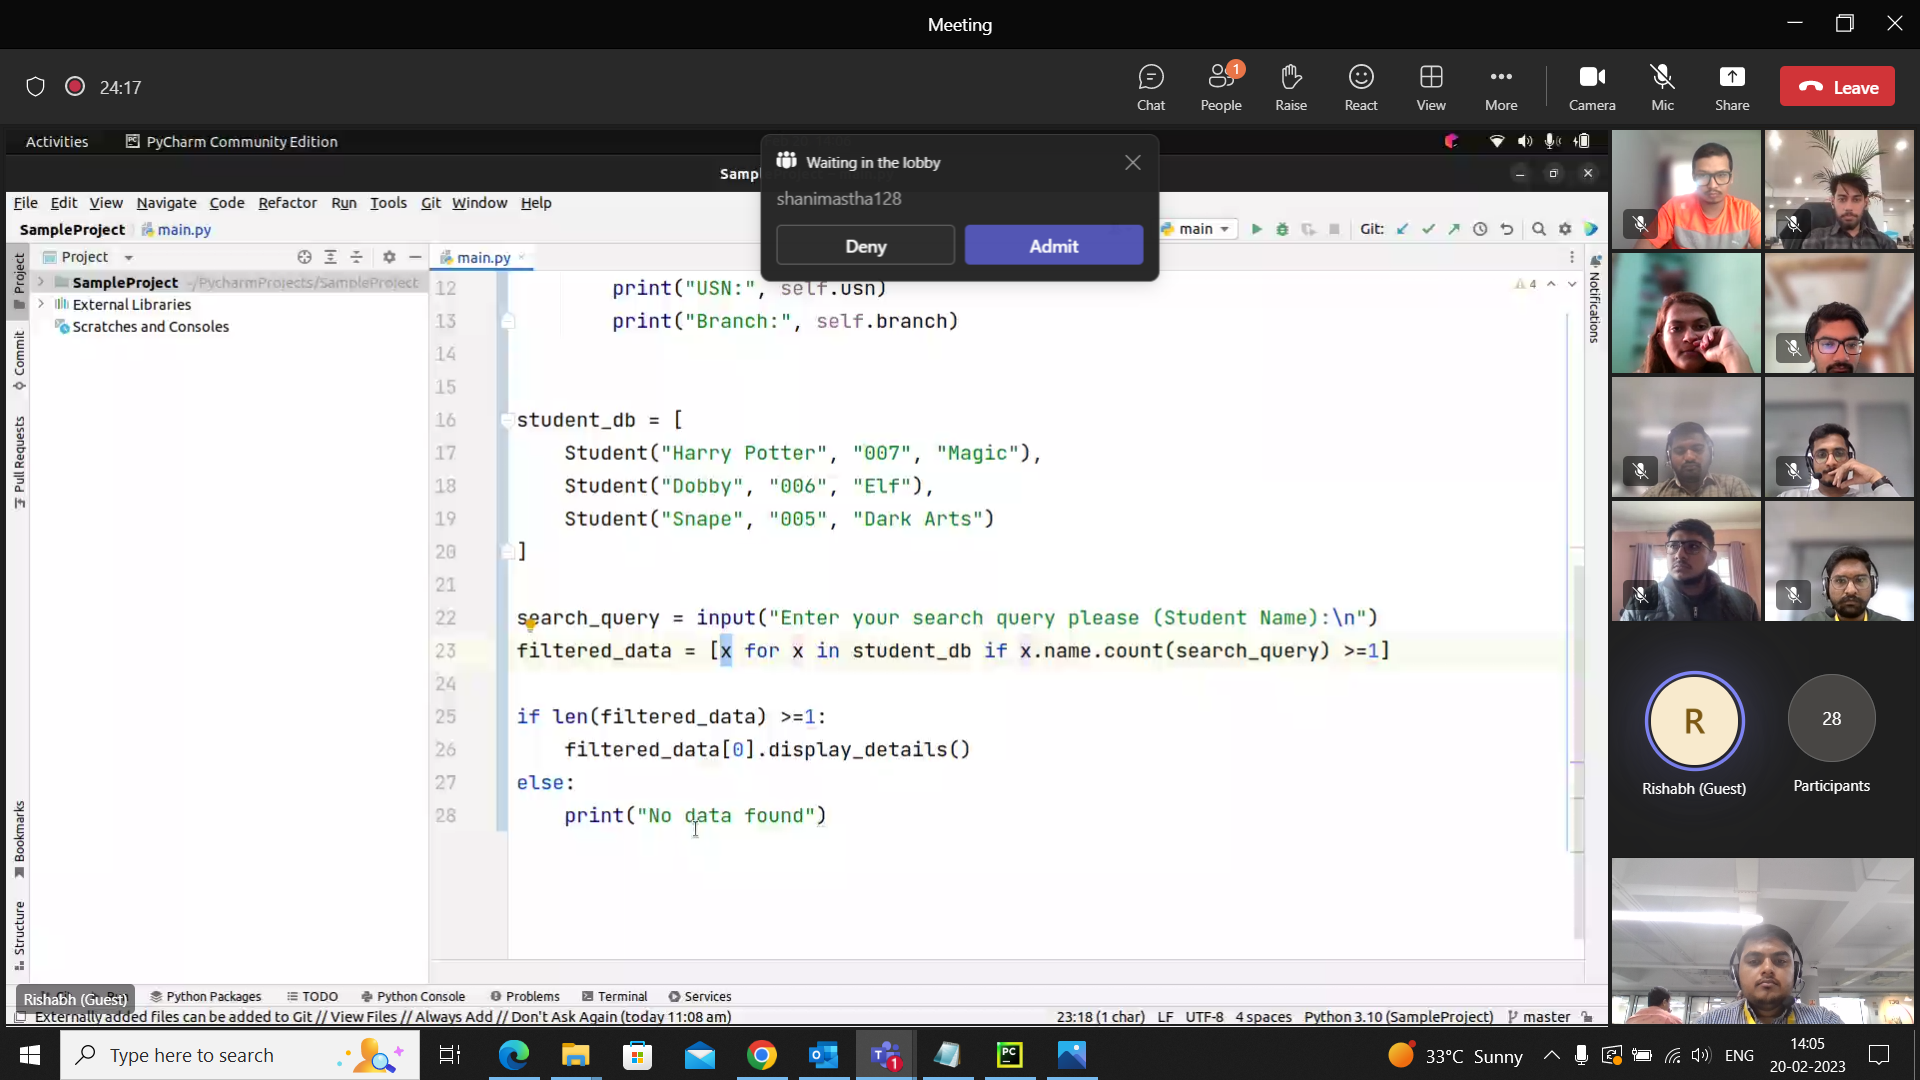 Meeting
24:17
Chat
People
1
Raise
React
View
More
Camera
Mic
Share
Leave
Activities
PyCharm Community Edition
Waiting in the lobby
shanimastha128
Deny
Admit
Sampl
File Edit View Navigate Code Refactor Run Tools Git Window Help
SampleProject
main.py
main
Git:
Project
main.py
SampleProject ~/PycharmProjects/SampleProject
External Libraries
Scratches and Consoles
Project
Commit
Pull Requests
Bookmarks
Structure
Notifications
4
12 print("USN:", self.usn)
13 print("Branch:", self.branch)
14
15
16 student_db = [
17 Student("Harry Potter", "007", "Magic"),
18 Student("Dobby", "006", "Elf"),
19 Student("Snape", "005", "Dark Arts")
20 ]
21
22 search_query = input("Enter your search query please (Student Name):\n")
23 filtered_data = [x for x in student_db if x.name.count(search_query) >=1]
24
25 if len(filtered_data) >=1:
26 filtered_data[0].display_details()
27 else:
28 print("No data found")
R
28
Rishabh (Guest)
Participants
Rishabh (Guest)
Python Packages
TODO
Python Console
Problems
Terminal
Services
Externally added files can be added to Git // View Files // Always Add // Don't Ask Again (today 11:08 am)
23:18 (1 char) LF UTF-8 4 spaces Python 3.10 (SampleProject) master
Type here to search
1
PC
33°C Sunny
ENG
14:05
20-02-2023